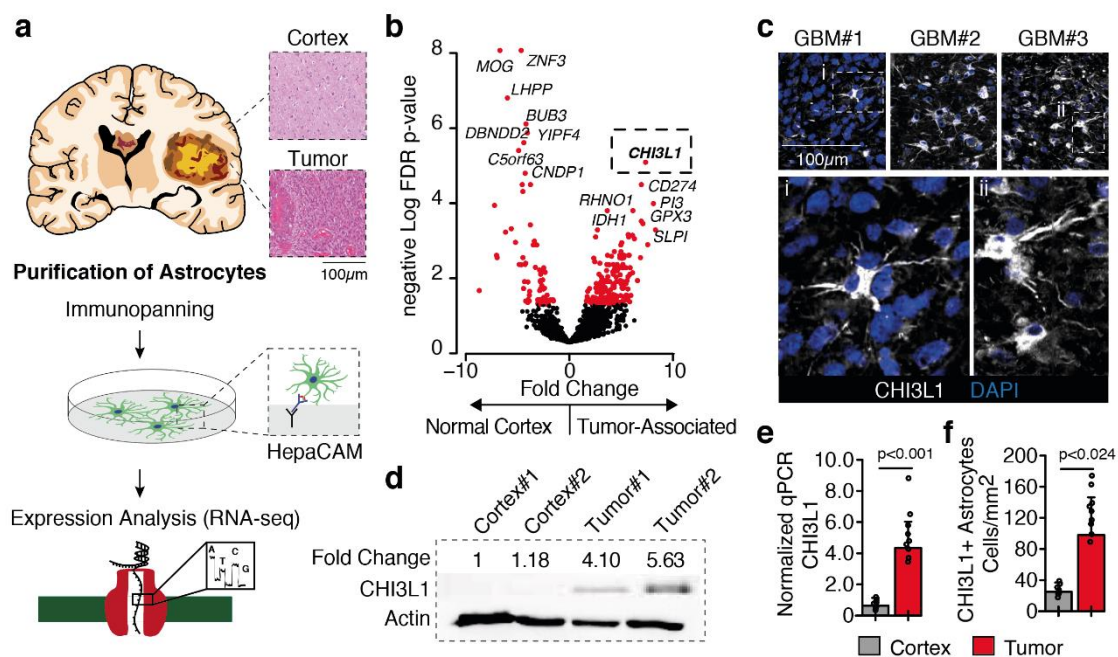 a
Cortex
Tumor
100µm
Purification of Astrocytes
Immunopanning
HepaCAM
Expression Analysis (RNA-seq)
A
T
C
G
b
negative Log FDR p-value
8
6
4
2
0
MOG
ZNF3
LHPP
BUB3
DBNDD2
YIPF4
C5orf63
CNDP1
CHI3L1
CD274
RHNO1
PI3
IDH1
GPX3
SLPI
−10
0
10
Fold Change
Normal Cortex
Tumor-Associated
c
GBM#1
GBM#2
GBM#3
i
ii
100µm
i
ii
CHI3L1
DAPI
d
Cortex#1
Cortex#2
Tumor#1
Tumor#2
Fold Change 1 1.18 4.10 5.63
CHI3L1
Actin
e
p<0.001
Normalized qPCR
CHI3L1
10.0
8.0
6.0
4.0
2.0
0.0
f
p<0.024
CHI3L1+ Astrocytes
Cells/mm²
200
160
120
80
40
0
Cortex
Tumor